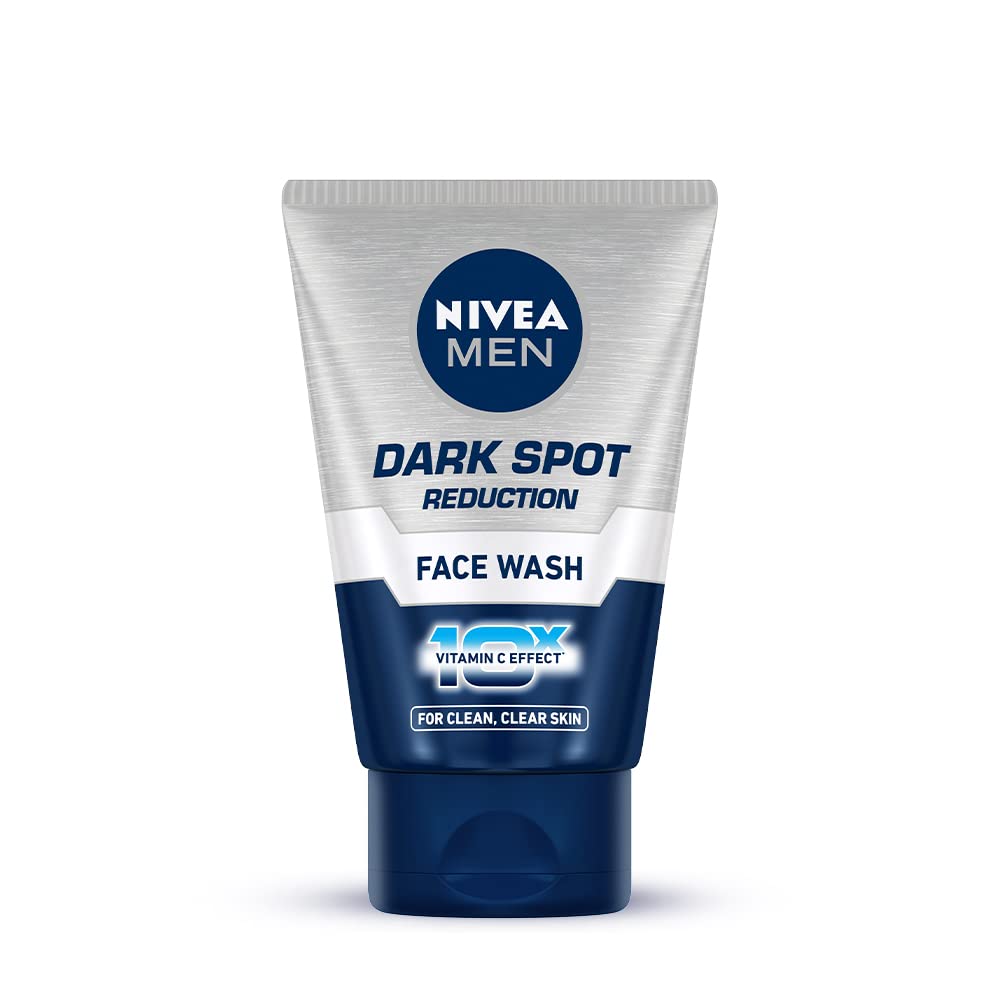 NIVEA
MEN
DARK SPOT
REDUCTION
FACE WASH
10X
VITAMIN C EFFECT*
FOR CLEAN, CLEAR SKIN